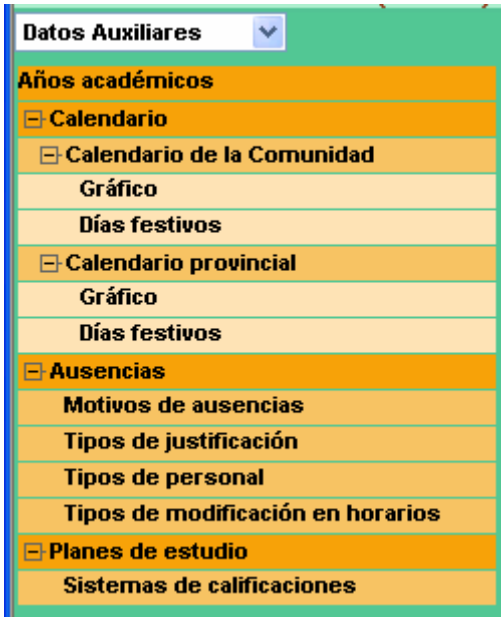 Datos Auxiliares
Años académicos
Calendario
Calendario de la Comunidad
Gráfico
Días festivos
Calendario provincial
Gráfico
Días festivos
Ausencias
Motivos de ausencias
Tipos de justificación
Tipos de personal
Tipos de modificación en horarios
Planes de estudio
Sistemas de calificaciones